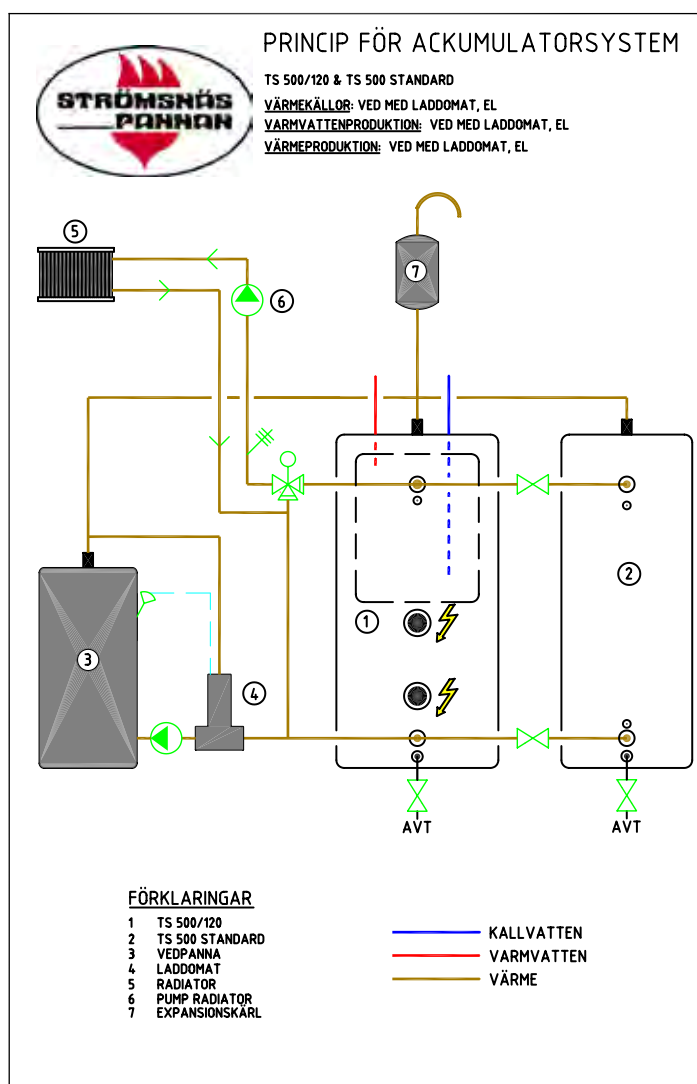 PRINCIP FÖR ACKUMULATORSYSTEM
STRÖMSNÄS
PANNAN
TS 500/120 & TS 500 STANDARD
VÄRMEKÄLLOR: VED MED LADDOMAT, EL
VARMVATTENPRODUKTION: VED MED LADDOMAT, EL
VÄRMEPRODUKTION: VED MED LADDOMAT, EL
5
7
6
2
1
3
4
AVT
AVT
FÖRKLARINGAR
1 TS 500/120
2 TS 500 STANDARD
3 VEDPANNA
4 LADDOMAT
5 RADIATOR
6 PUMP RADIATOR
7 EXPANSIONSKÄRL
KALLVATTEN
VARMVATTEN
VÄRME